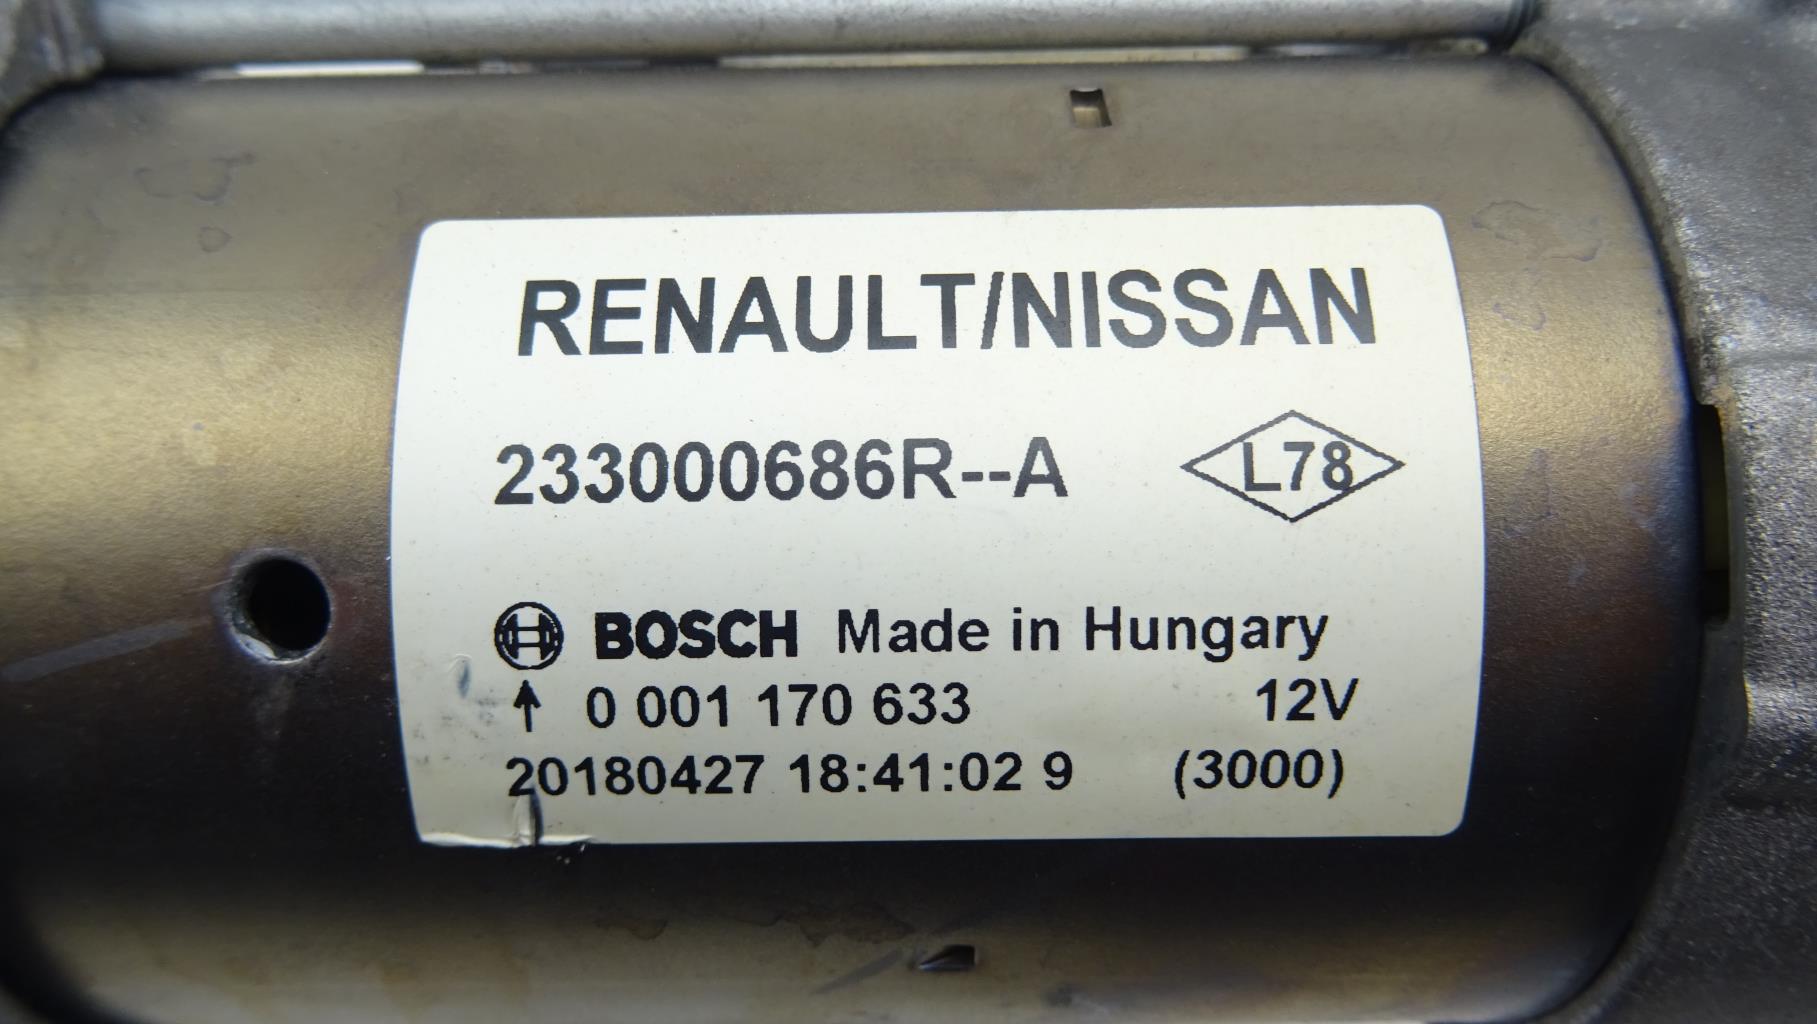 RENAULT/NISSAN
233000686R--A
L78
BOSCH Made in Hungary
↑ 0 001 170 633 12V
20180427 18:41:02 9 (3000)